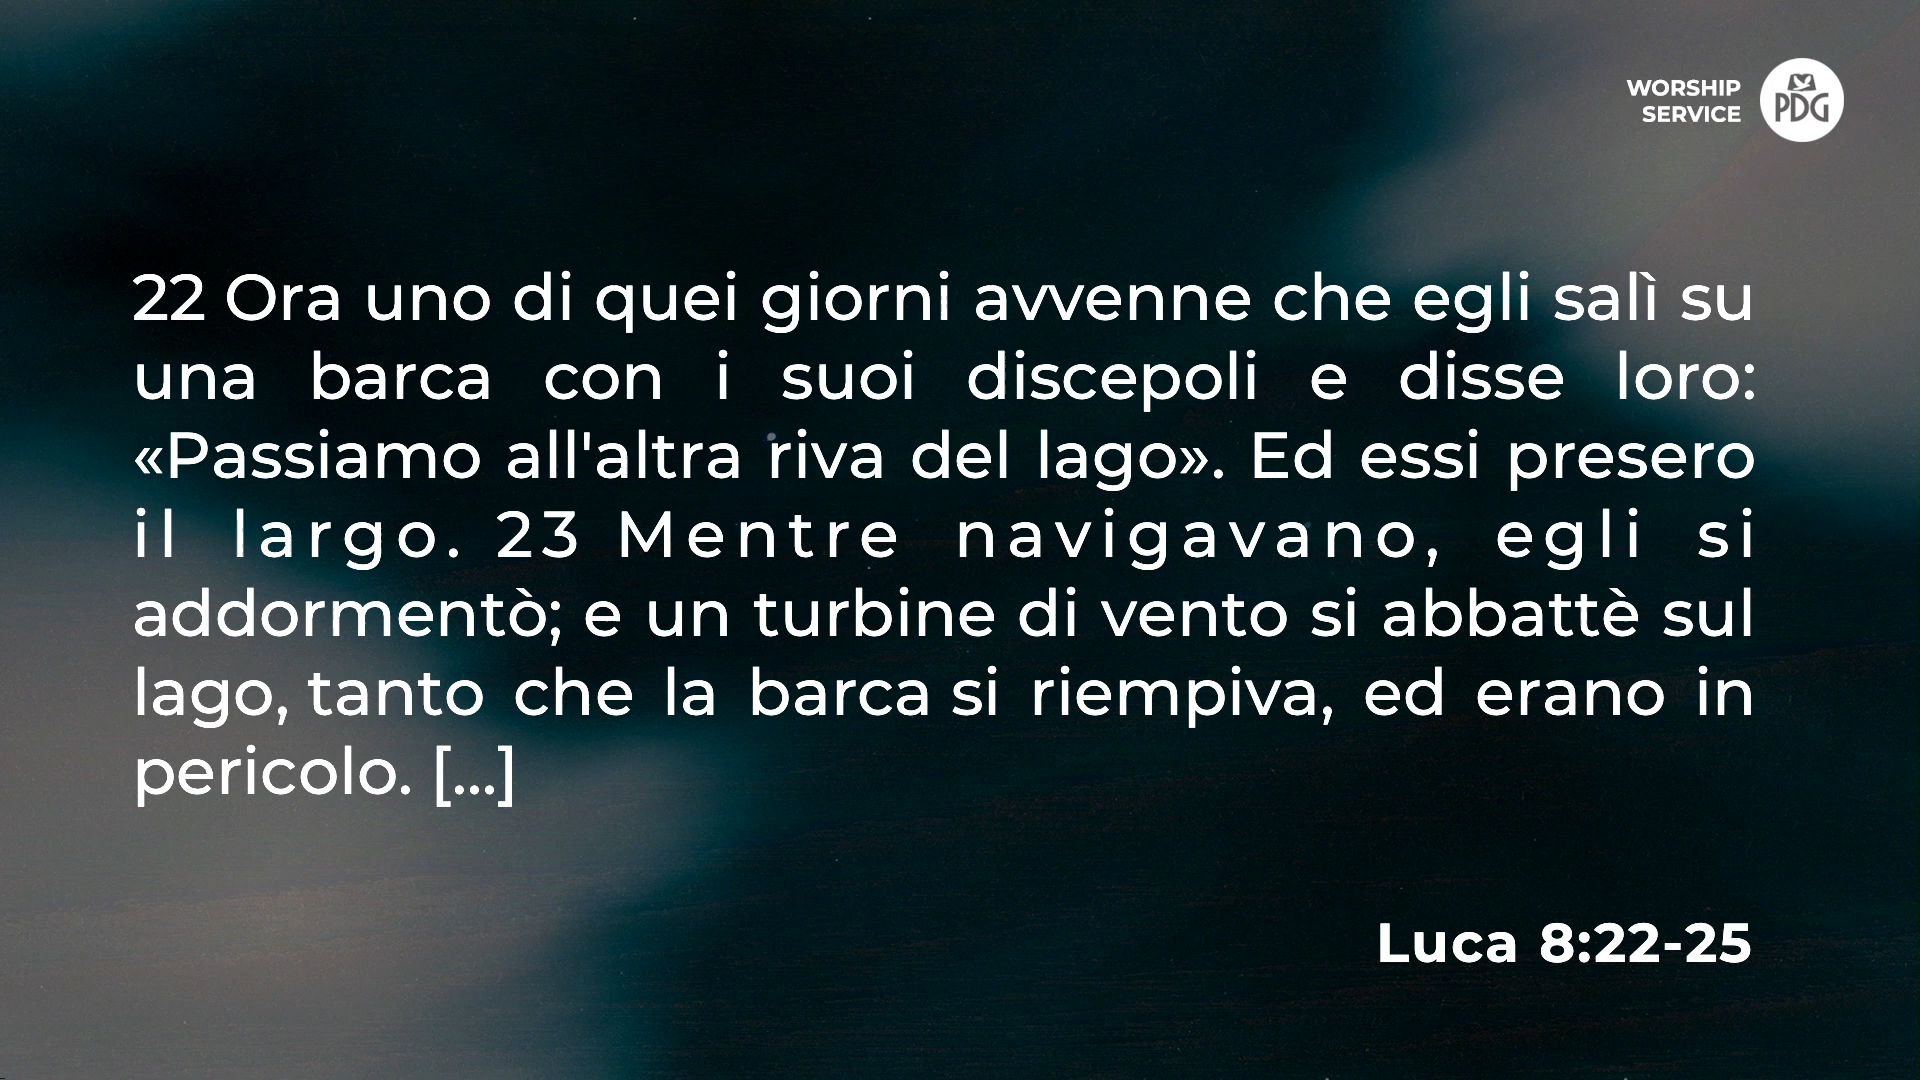 WORSHIP
SERVICE
PDG
22 Ora uno di quei giorni avvenne che egli salì su
una barca con i suoi discepoli e disse loro:
«Passiamo all'altra riva del lago». Ed essi presero
il largo. 23 Mentre navigavano, egli si
addormentò; e un turbine di vento si abbattè sul
lago, tanto che la barca si riempiva, ed erano in
pericolo. [...]
Luca 8:22-25